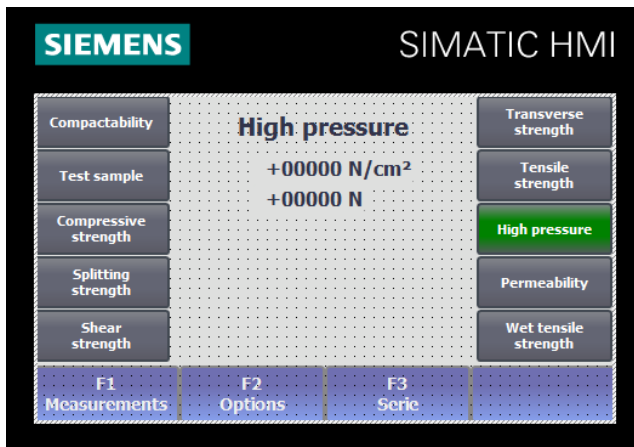 SIEMENS
SIMATIC HMI
Compactability
Test sample
Compressive
strength
Splitting
strength
Shear
strength
High pressure
+00000 N/cm²
+00000 N
Transverse
strength
Tensile
strength
High pressure
Permeability
Wet tensile
strength
F1
Measurements
F2
Options
F3
Serie